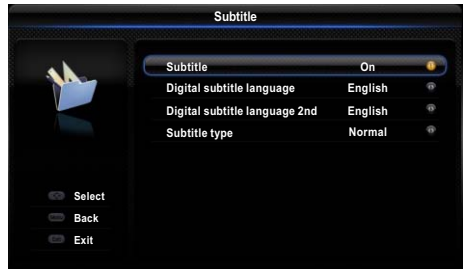 Subtitle
Subtitle On
Digital subtitle language English
Digital subtitle language 2nd English
Subtitle type Normal
Select
Back
Exit